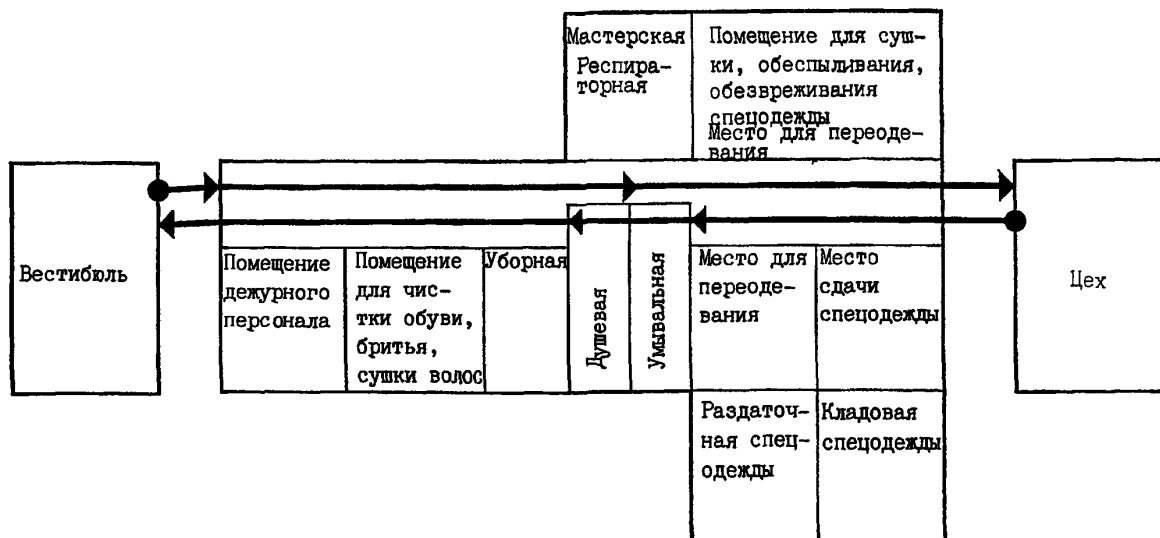 Мастерская
Респира-
торная
Помещение для суш-
ки, обеспыливания,
обезвреживания
спецодежды
Место для переоде-
вания
Вестибюль
Помещение
дежурного
персонала
Помещение
для чис-
тки обуви,
бритья,
сушки волос
Уборная
Душевая
Умывальная
Место для
переоде-
вания
Место
сдачи
спецодежды
Цех
Раздаточ-
ная спец-
одежды
Кладовая
спецодежды